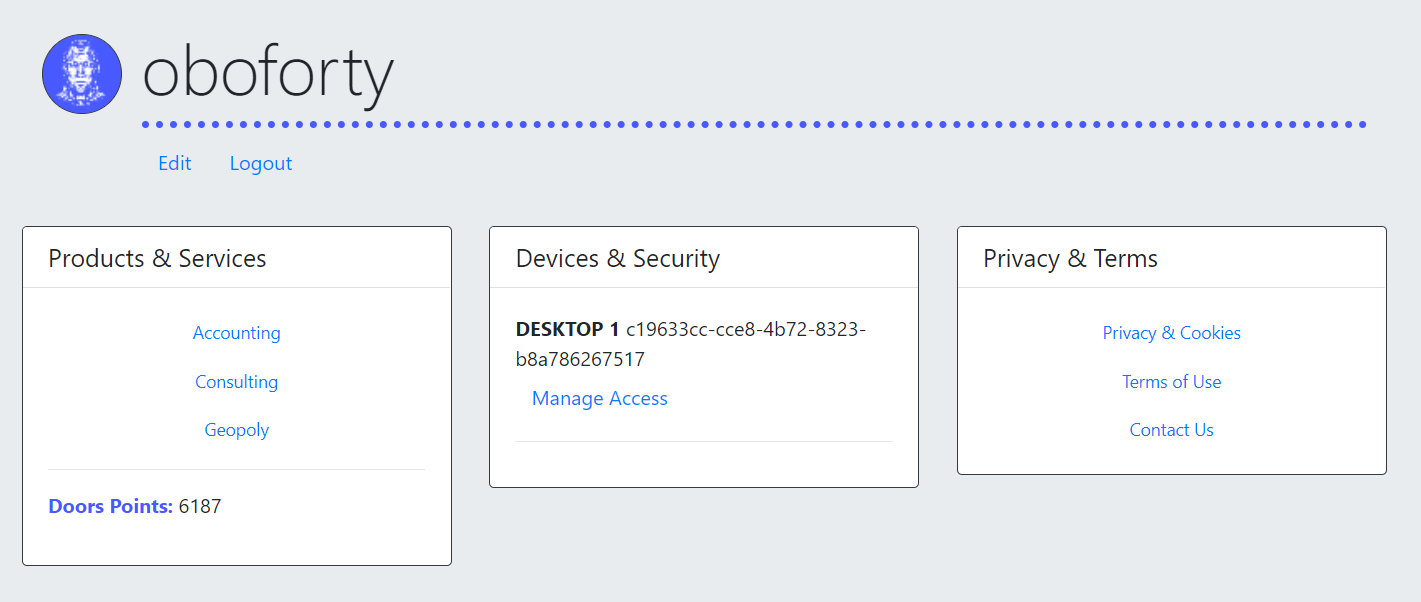 oboforty
Edit Logout
Products & Services
Accounting
Consulting
Geopoly
Doors Points: 6187
Devices & Security
DESKTOP 1 c19633cc-cce8-4b72-8323-
b8a786267517
Manage Access
Privacy & Terms
Privacy & Cookies
Terms of Use
Contact Us